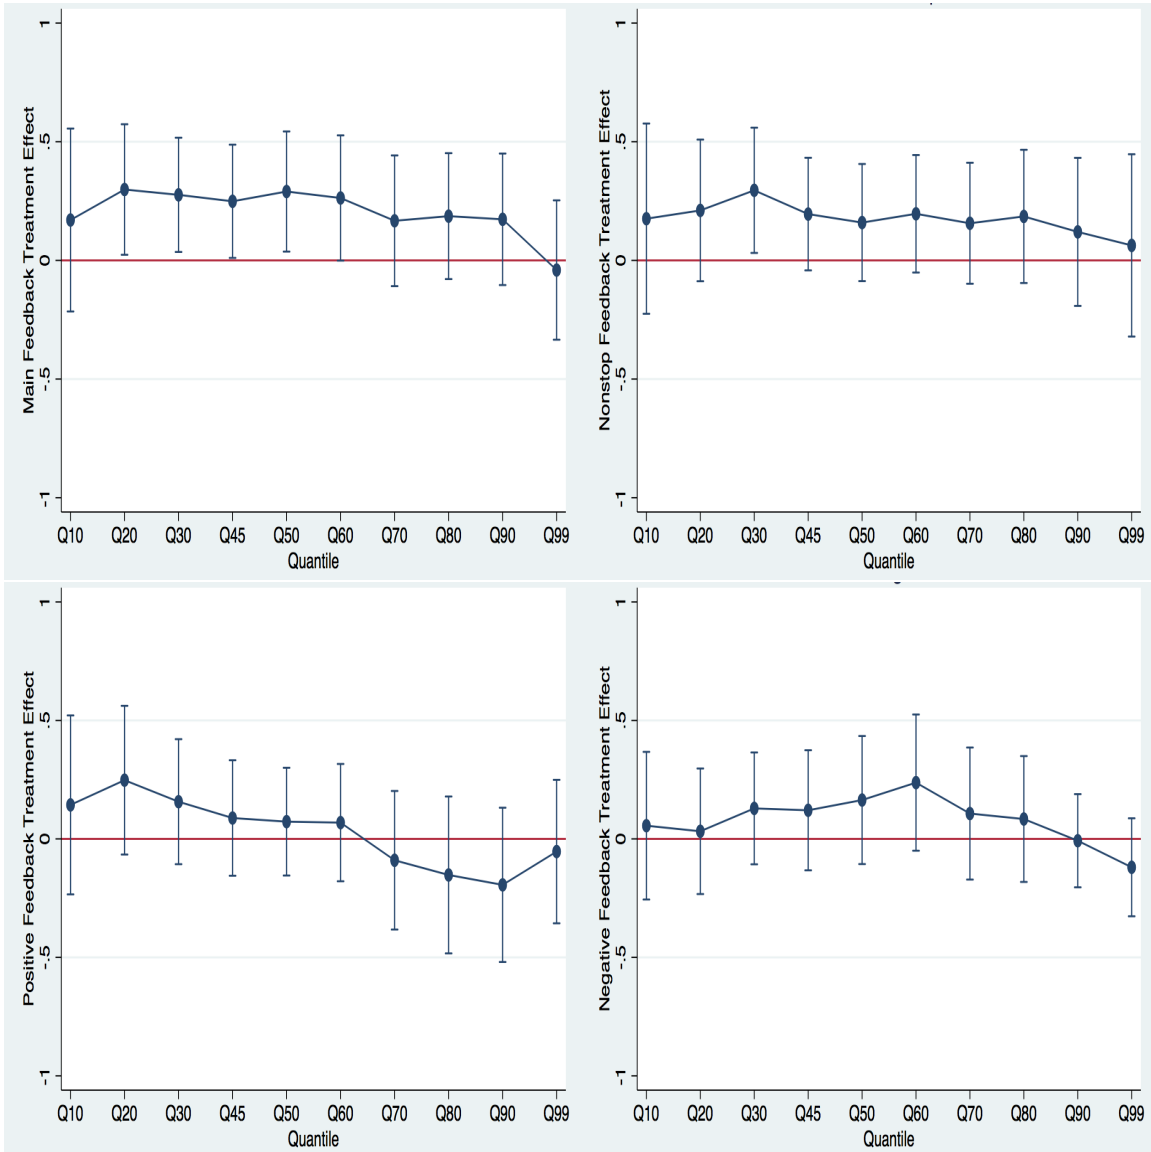 Main Feedback Treatment Effect
1
.5
0
-.5
-1
Q10 Q20 Q30 Q45 Q50 Q60 Q70 Q80 Q90 Q99
Quantile
Nonstop Feedback Treatment Effect
1
.5
0
-.5
-1
Q10 Q20 Q30 Q45 Q50 Q60 Q70 Q80 Q90 Q99
Quantile
Positive Feedback Treatment Effect
1
.5
0
-.5
-1
Q10 Q20 Q30 Q45 Q50 Q60 Q70 Q80 Q90 Q99
Quantile
Negative Feedback Treatment Effect
1
.5
0
-.5
-1
Q10 Q20 Q30 Q45 Q50 Q60 Q70 Q80 Q90 Q99
Quantile